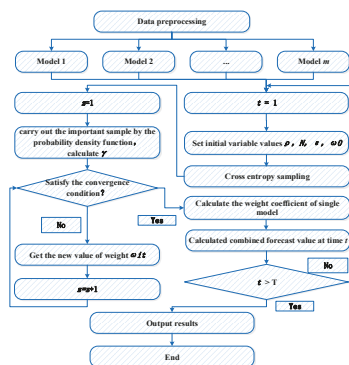 Data preprocessing
Model 1
Model 2
...
Model m
s=1
t = 1
carry out the important sample by the
probability density function,
calculate γ
Set initial variable values ρ, N, s, ω0
Cross entropy sampling
Satisfy the convergence
condition?
Calculate the weight coefficient of single
model
No
Yes
Calculated combined forecast value at time t
Get the new value of weight ωit
No
t > T
s=s+1
Yes
Output results
End